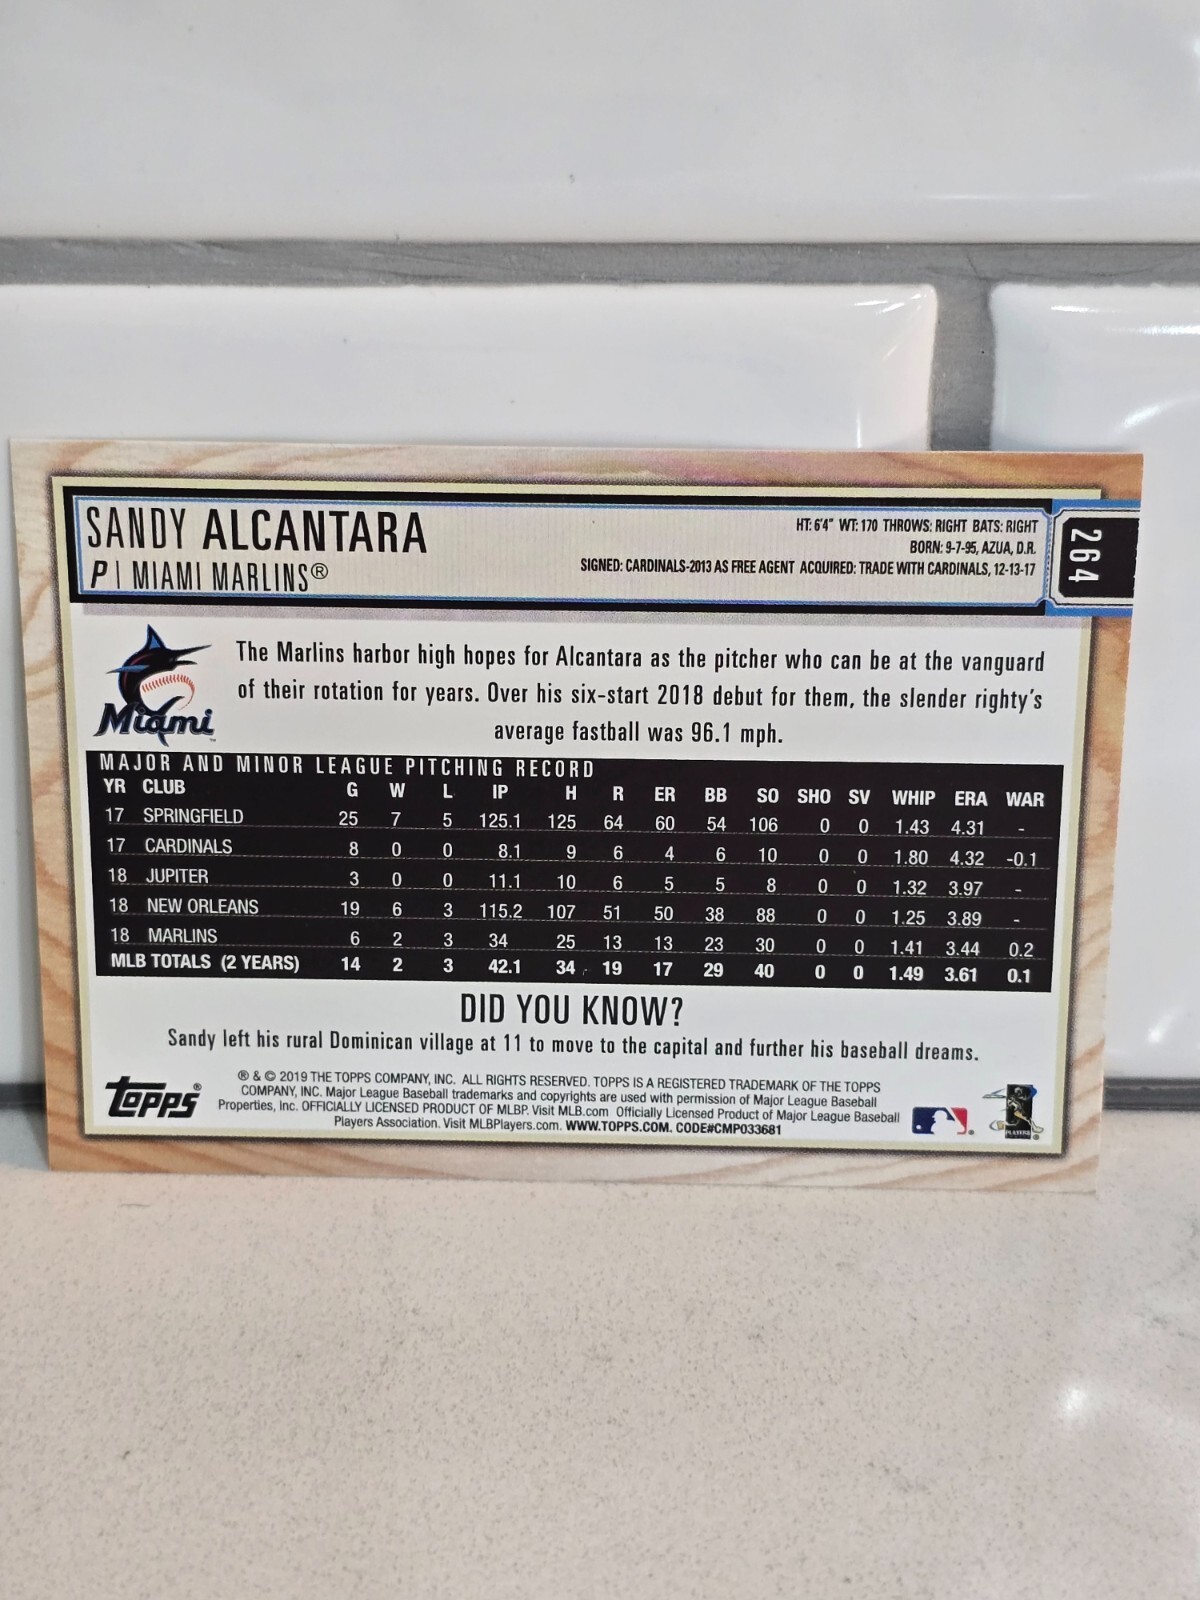 SANDY ALCANTARA
P | MIAMI MARLINS®
HT: 6'4" WT: 170 THROWS: RIGHT BATS: RIGHT
BORN: 9-7-95, AZUA, D.R.
SIGNED: CARDINALS-2013 AS FREE AGENT ACQUIRED: TRADE WITH CARDINALS, 12-13-17
264
Miami
The Marlins harbor high hopes for Alcantara as the pitcher who can be at the vanguard
of their rotation for years. Over his six-start 2018 debut for them, the slender righty's
average fastball was 96.1 mph.
MAJOR AND MINOR LEAGUE PITCHING RECORD
YR CLUB G W L IP H R ER BB SO SHO SV WHIP ERA WAR
17 SPRINGFIELD 25 7 5 125.1 125 64 60 54 106 0 0 1.43 4.31 -
17 CARDINALS 8 0 0 8.1 9 6 4 6 10 0 0 1.80 4.32 -0.1
18 JUPITER 3 0 0 11.1 10 6 5 5 8 0 0 1.32 3.97 -
18 NEW ORLEANS 19 6 3 115.2 107 51 50 38 88 0 0 1.25 3.89 -
18 MARLINS 6 2 3 34 25 13 13 23 30 0 0 1.41 3.44 0.2
MLB TOTALS (2 YEARS) 14 2 3 42.1 34 19 17 29 40 0 0 1.49 3.61 0.1
DID YOU KNOW?
Sandy left his rural Dominican village at 11 to move to the capital and further his baseball dreams.
Topps®
® & © 2019 THE TOPPS COMPANY, INC. ALL RIGHTS RESERVED. TOPPS IS A REGISTERED TRADEMARK OF THE TOPPS
COMPANY, INC. Major League Baseball trademarks and copyrights are used with permission of Major League Baseball
Properties, Inc. OFFICIALLY LICENSED PRODUCT OF MLBP. Visit MLB.com Officially Licensed Product of Major League Baseball
Players Association. Visit MLBPlayers.com. WWW.TOPPS.COM. CODE#CMP033681
PLAYERS